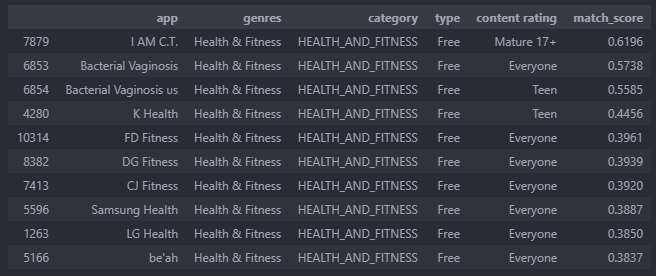 app genres category type content rating match_score
7879 I AM C.T. Health & Fitness HEALTH_AND_FITNESS Free Mature 17+ 0.6196
6853 Bacterial Vaginosis Health & Fitness HEALTH_AND_FITNESS Free Everyone 0.5738
6854 Bacterial Vaginosis us Health & Fitness HEALTH_AND_FITNESS Free Teen 0.5585
4280 K Health Health & Fitness HEALTH_AND_FITNESS Free Teen 0.4456
10314 FD Fitness Health & Fitness HEALTH_AND_FITNESS Free Everyone 0.3961
8382 DG Fitness Health & Fitness HEALTH_AND_FITNESS Free Everyone 0.3939
7413 CJ Fitness Health & Fitness HEALTH_AND_FITNESS Free Everyone 0.3920
5596 Samsung Health Health & Fitness HEALTH_AND_FITNESS Free Everyone 0.3887
1263 LG Health Health & Fitness HEALTH_AND_FITNESS Free Everyone 0.3850
5166 be'ah Health & Fitness HEALTH_AND_FITNESS Free Everyone 0.3837